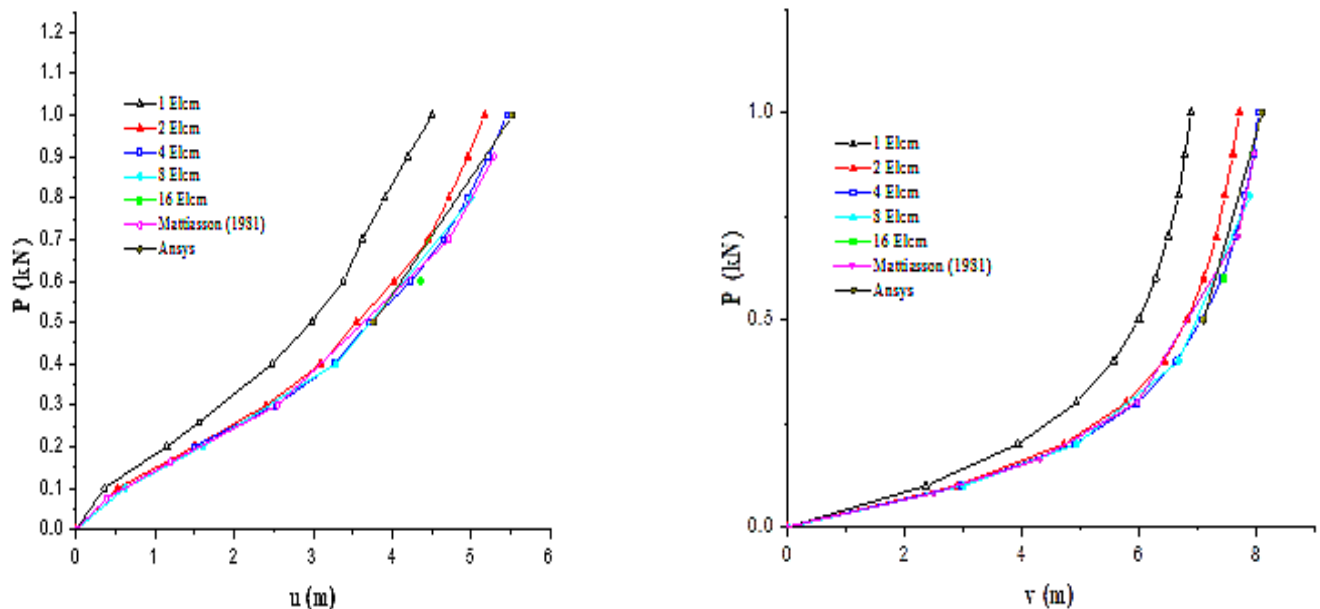 1.2
1.1
1.0
0.9
0.8
0.7
0.6
0.5
0.4
0.3
0.2
0.1
0.0
P (kN)
1 Elem
2 Elem
4 Elem
8 Elem
16 Elem
Mattiasson (1981)
Ansys
0 1 2 3 4 5 6
u (m)
1.0
0.5
0.0
P (kN)
1 Elem
2 Elem
4 Elem
8 Elem
16 Elem
Mattiasson (1981)
Ansys
0 2 4 6 8
v (m)